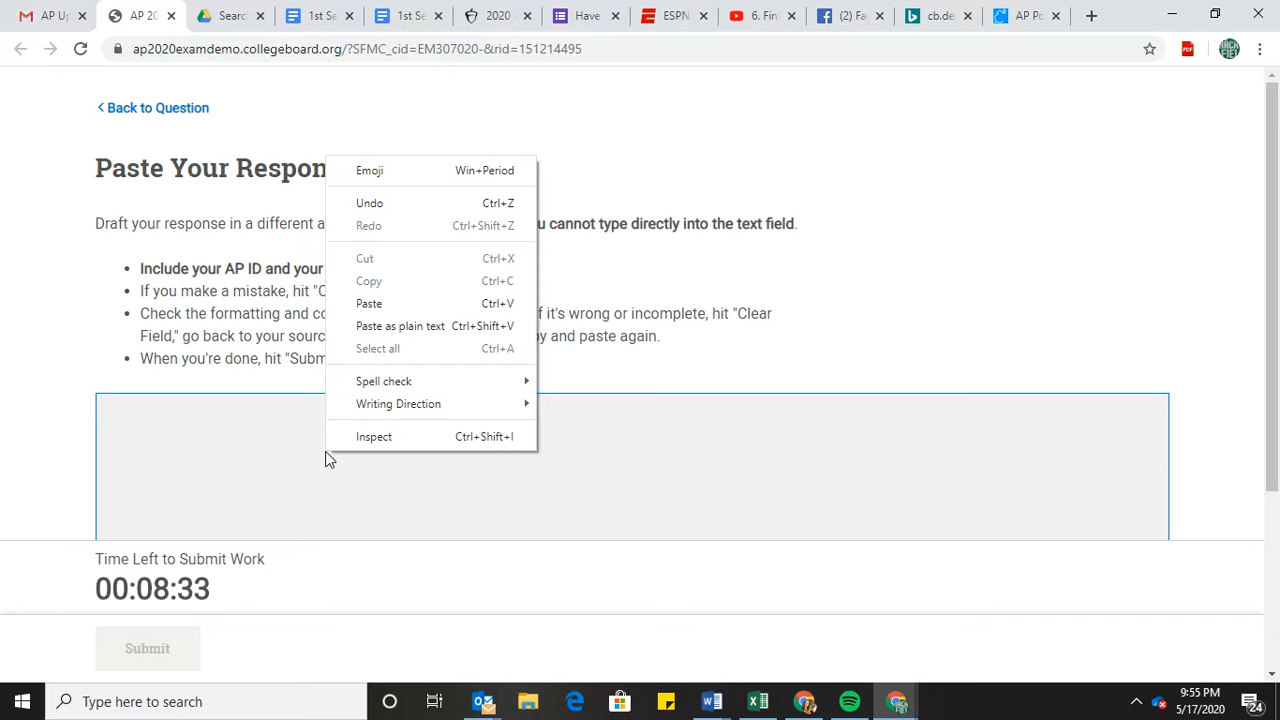 AP Up
AP 20
Search
1st Se
1st Se
2020
Have
ESPN
6. Fin
(2) Fa
cb.de
AP Po
ap2020examdemo.collegeboard.org/?SFMC_cid=EM307020-&rid=151214495
PDF
Back to Question
Paste Your Respon
Draft your response in a different a
u cannot type directly into the text field.
• Include your AP ID and your
• If you make a mistake, hit "C
• Check the formatting and co
f it's wrong or incomplete, hit "Clear
Field," go back to your sourc
y and paste again.
• When you're done, hit "Subm
Emoji Win+Period
Undo Ctrl+Z
Redo Ctrl+Shift+Z
Cut Ctrl+X
Copy Ctrl+C
Paste Ctrl+V
Paste as plain text Ctrl+Shift+V
Select all Ctrl+A
Spell check
Writing Direction
Inspect Ctrl+Shift+I
Time Left to Submit Work
00:08:33
Submit
Type here to search
9:55 PM
5/17/2020
24